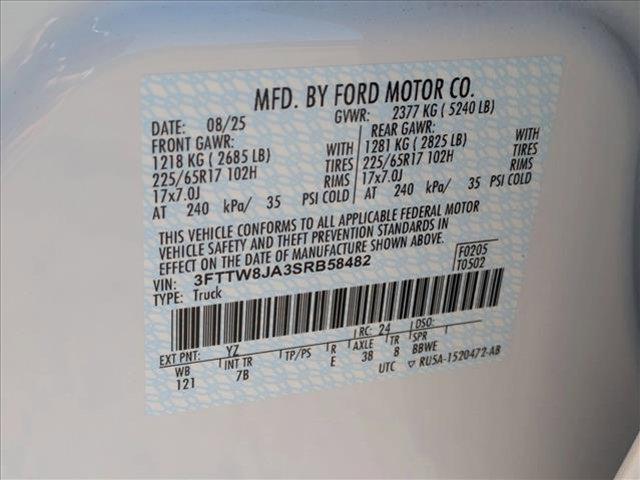 MFD. BY FORD MOTOR CO.
DATE: 08/25 GVWR: 2377 KG ( 5240 LB)
FRONT GAWR: REAR GAWR:
1218 KG ( 2685 LB) WITH 1281 KG ( 2825 LB) WITH
225/65R17 102H TIRES 225/65R17 102H TIRES
17x7.0J RIMS 17x7.0J RIMS
AT 240 kPa/ 35 PSI COLD AT 240 kPa/ 35 PSI COLD
THIS VEHICLE CONFORMS TO ALL APPLICABLE FEDERAL MOTOR
VEHICLE SAFETY AND THEFT PREVENTION STANDARDS IN
EFFECT ON THE DATE OF MANUFACTURE SHOWN ABOVE.
VIN: 3FTTW8JA3SRB58482 F0205
TYPE: Truck T0502
EXT PNT: YZ RC: 24 DSO:
WB INT TR TP/PS R AXLE TR SPR
121 7B E 38 8 BBWE
UTC ▽ RU5A-1520472-AB